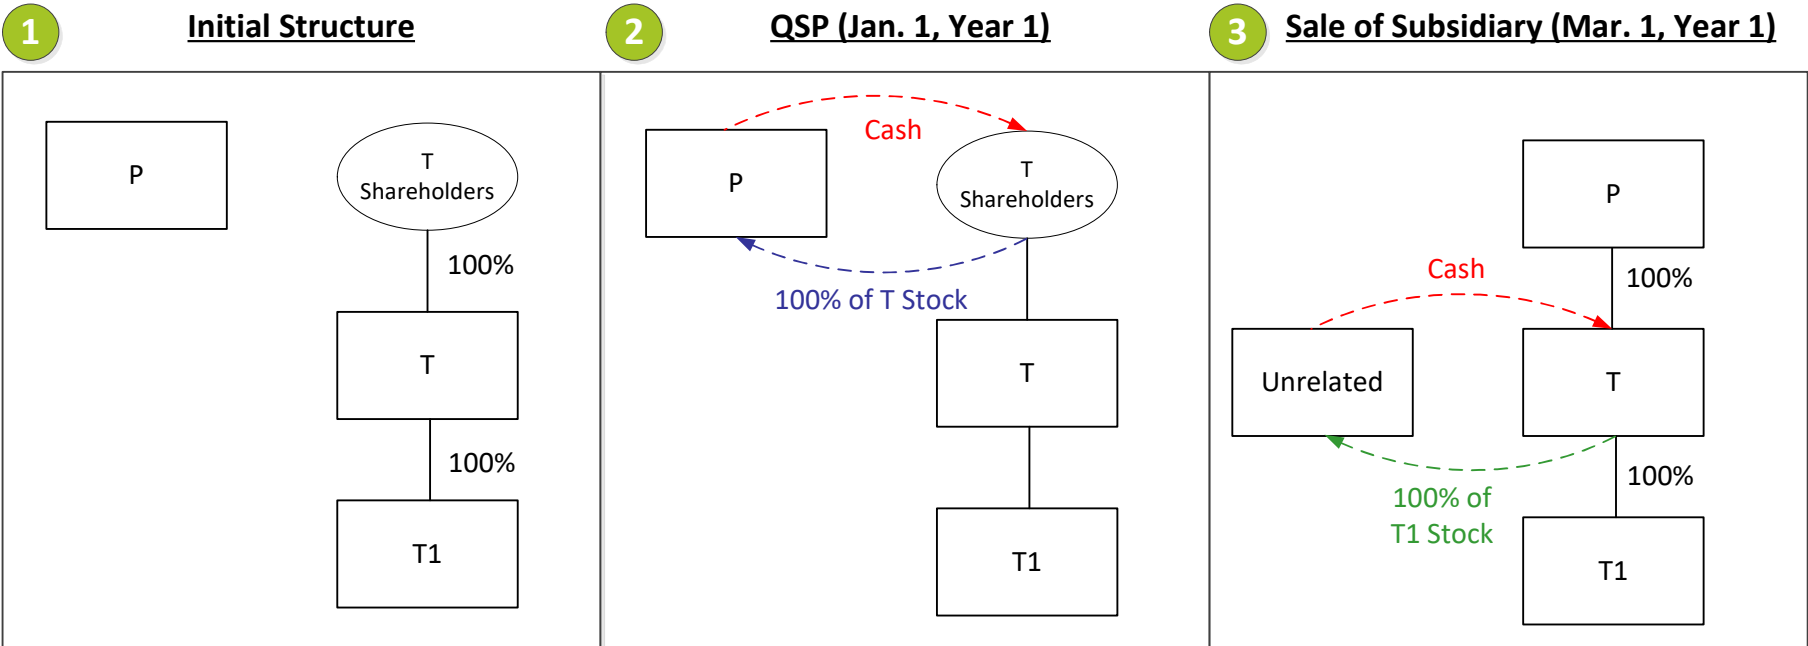 1
Initial Structure
P
T
Shareholders
100%
T
100%
T1
2
QSP (Jan. 1, Year 1)
Cash
P
T
Shareholders
100% of T Stock
T
T1
3
Sale of Subsidiary (Mar. 1, Year 1)
P
Cash
100%
Unrelated
T
100%
100% of
T1 Stock
T1